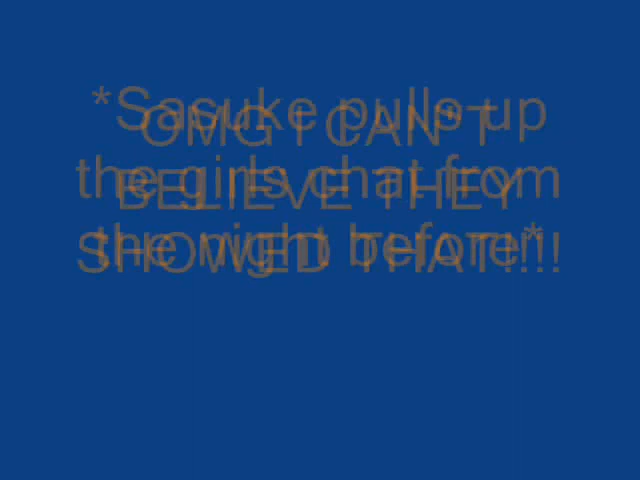 *Sasuke pulls up
the girls chat from
the night before*
OMG I CAN'T
BELIEVE THEY
SHOWED THAT!!!!